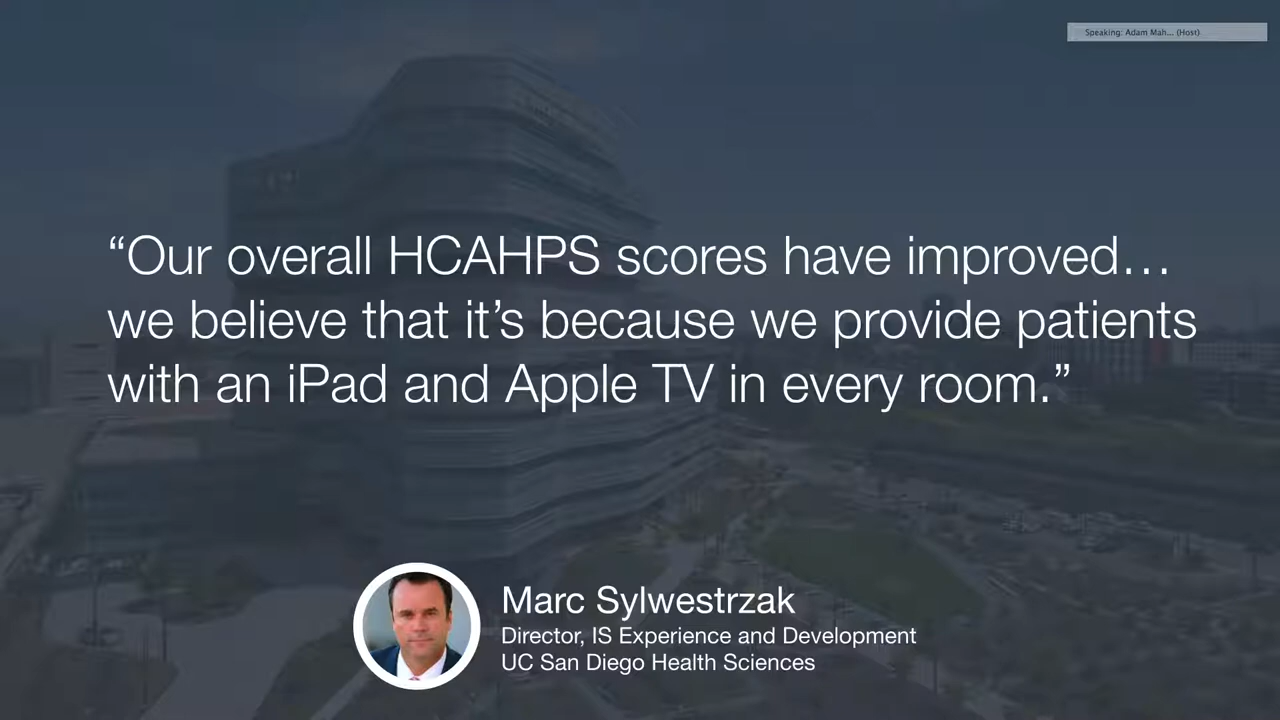 Speaking: Adam Mah... (Host)
“Our overall HCAHPS scores have improved…
we believe that it’s because we provide patients
with an iPad and Apple TV in every room.”
Marc Sylwestrzak
Director, IS Experience and Development
UC San Diego Health Sciences